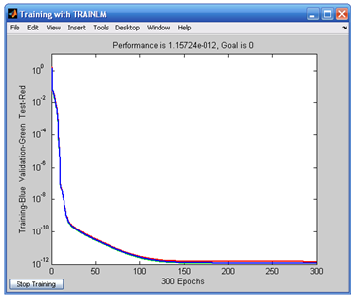 Training with TRAINLM
File Edit View Insert Tools Desktop Window Help
Performance is 1.15724e-012, Goal is 0
Training-Blue Validation-Green Test-Red
10^0
10^-2
10^-4
10^-6
10^-8
10^-10
10^-12
0 50 100 150 200 250 300
300 Epochs
Stop Training